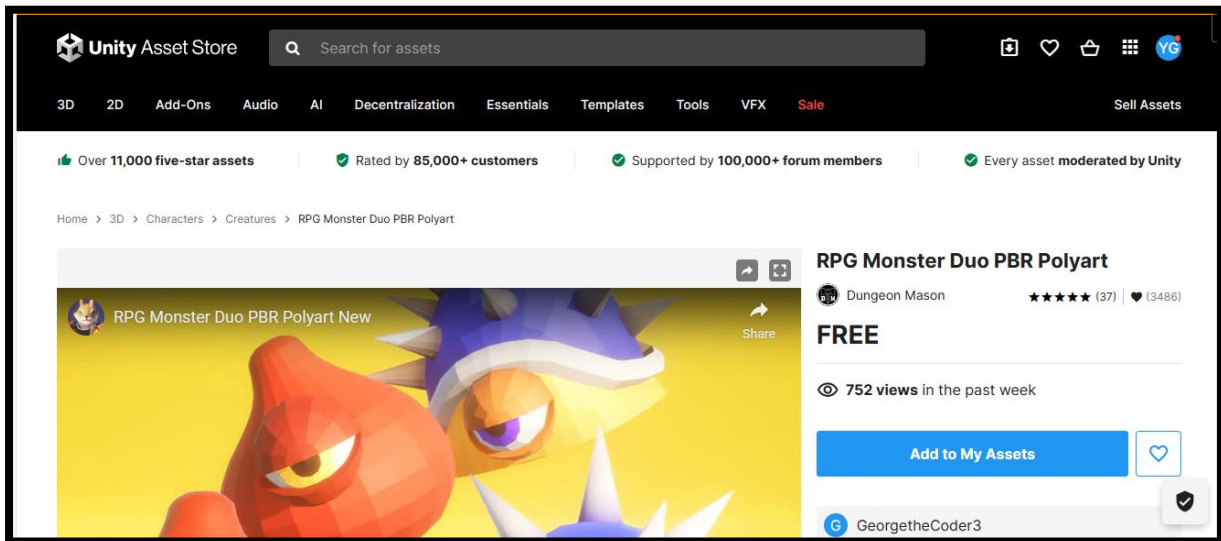 Unity Asset Store
Search for assets
YG
3D 2D Add-Ons Audio AI Decentralization Essentials Templates Tools VFX Sale Sell Assets
Over 11,000 five-star assets Rated by 85,000+ customers Supported by 100,000+ forum members Every asset moderated by Unity
Home > 3D > Characters > Creatures > RPG Monster Duo PBR Polyart
RPG Monster Duo PBR Polyart New
Share
RPG Monster Duo PBR Polyart
Dungeon Mason ★★★★★ (37) | ♥ (3486)
FREE
752 views in the past week
Add to My Assets
G GeorgetheCoder3